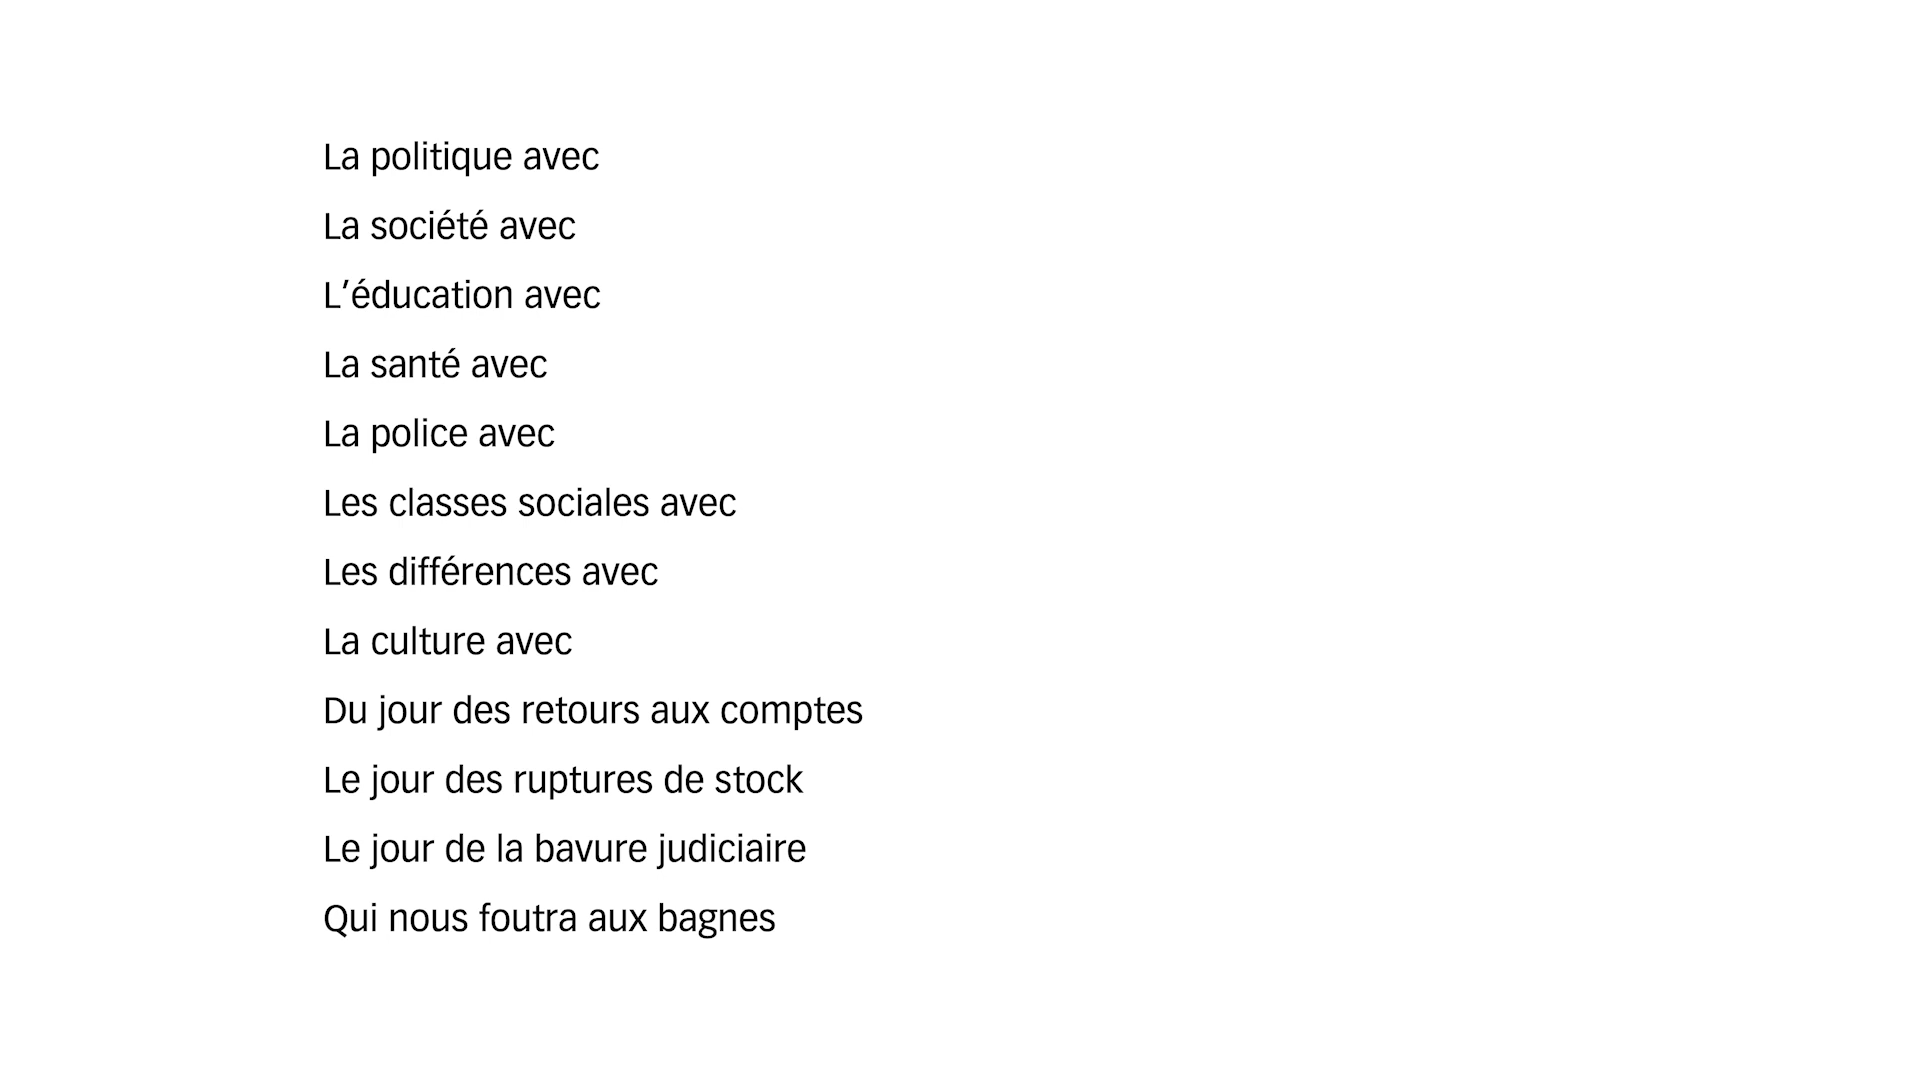 La politique avec
La société avec
L’éducation avec
La santé avec
La police avec
Les classes sociales avec
Les différences avec
La culture avec
Du jour des retours aux comptes
Le jour des ruptures de stock
Le jour de la bavure judiciaire
Qui nous foutra aux bagnes